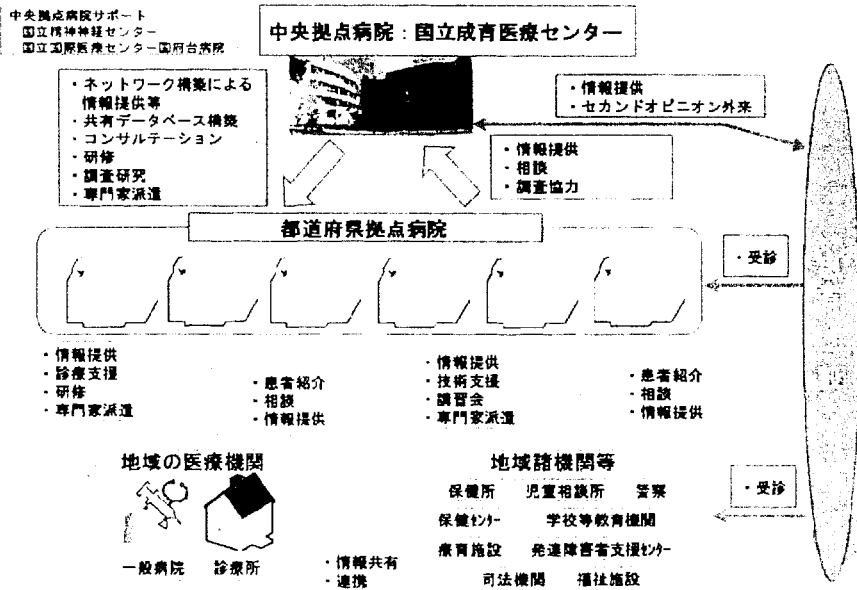 中央拠点病院サポート
国立精神神経センター
国立国際医療センター国府台病院
中央拠点病院：国立成育医療センター
・ネットワーク構築による
情報提供等
・共有データベース構築
・コンサルテーション
・研修
・調査研究
・専門家派遣
・情報提供
・セカンドオピニオン外来
・情報提供
・相談
・調査協力
都道府県拠点病院
・受診
・情報提供
・診療支援
・研修
・専門家派遣
・患者紹介
・相談
・情報提供
・情報提供
・技術支援
・講習会
・専門家派遣
・患者紹介
・相談
・情報提供
地域の医療機関
一般病院 診療所
・情報共有
・連携
地域諸機関等
保健所 児童相談所 警察
保健センター 学校等教育機関
療育施設 発達障害者支援センター
司法機関 福祉施設
・受診